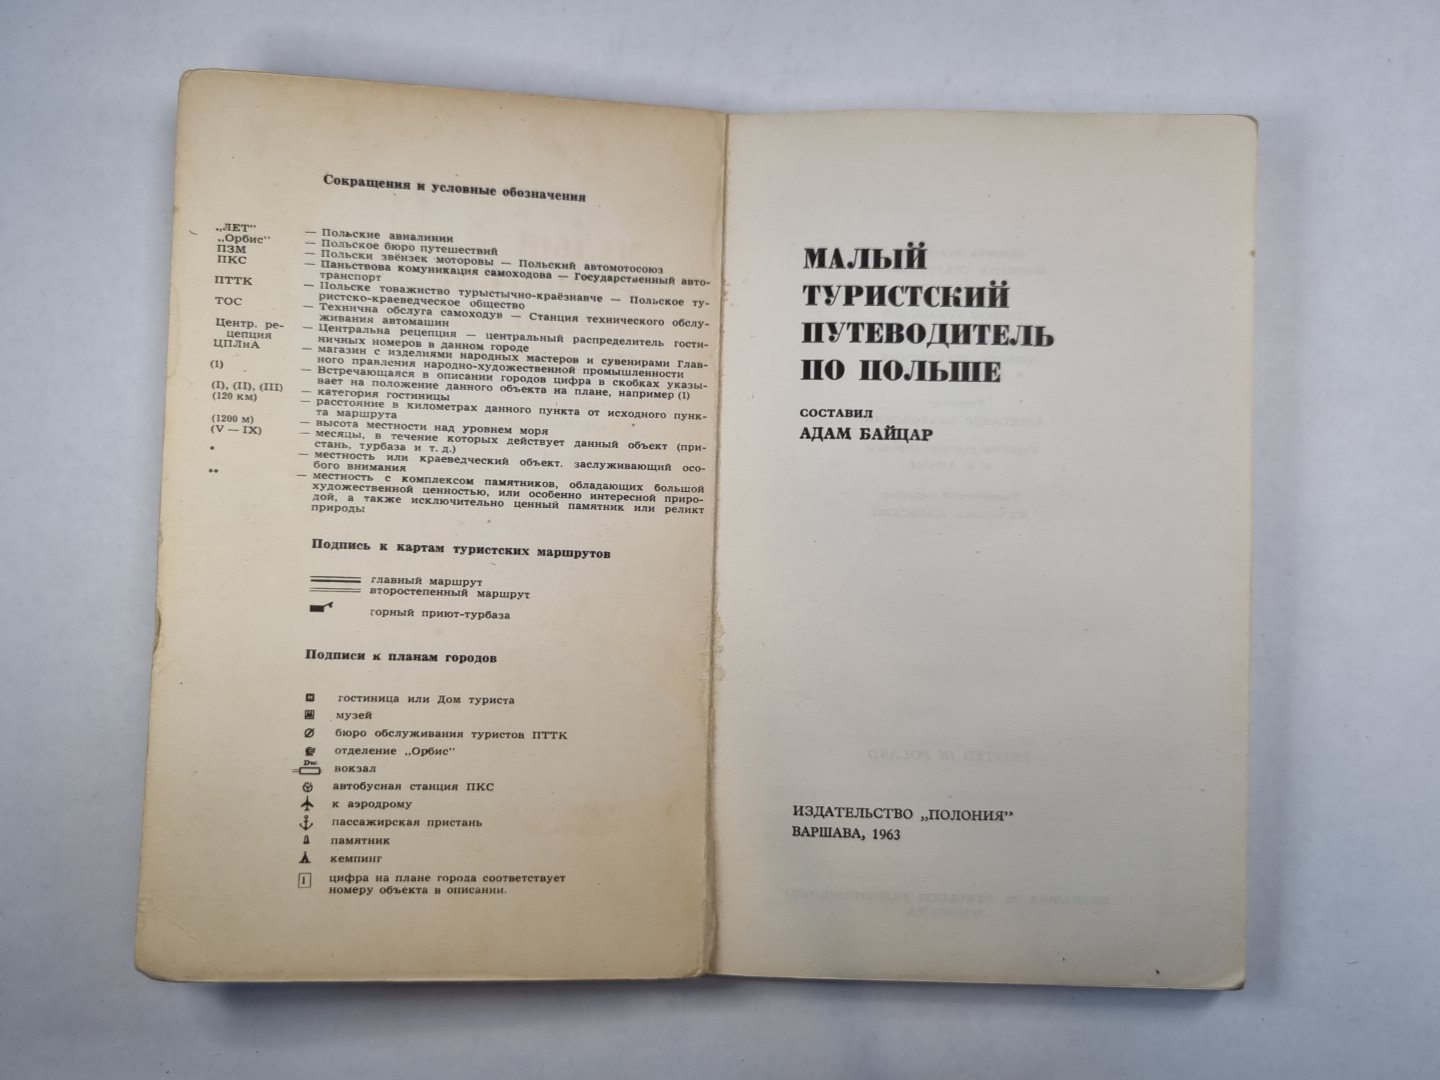 Сокращения и условные обозначения
„ЛЕТ” — Польские авиалинии
„Орбис” — Польское бюро путешествий
ПЗМ — Польски звёнзек моторовы — Польский автомотосоюз
ПКС — Паньствова комуникация самоходова — Государственный авто-
транспорт
ПТТК — Польске товажиство турыстычно-краёзнавче — Польское ту-
ристско-краеведческое общество
ТОС — Технична обслуга самоходув — Станция технического обслу-
живания автомашин
Центр. ре- — Центральна рецепция — центральный распределитель гости-
цепция ничных номеров в данном городе
ЦПЛиА — магазин с изделиями народных мастеров и сувенирами Глав-
ного правления народно-художественной промышленности
(1) — Встречающаяся в описании городов цифра в скобках указы-
вает на положение данного объекта на плане, например (1)
(I), (II), (III) — категория гостиницы
(120 км) — расстояние в километрах данного пункта от исходного пунк-
та маршрута
(1200 м) — высота местности над уровнем моря
(V — IX) — месяцы, в течение которых действует данный объект (при-
стань, турбаза и т. д.)
* — местность или краеведческий объект, заслуживающий осо-
бого внимания
** — местность с комплексом памятников, обладающих большой
художественной ценностью, или особенно интересной приро-
дой, а также исключительно ценный памятник или реликт
природы
Подпись к картам туристских маршрутов
главный маршрут
второстепенный маршрут
горный приют-турбаза
Подписи к планам городов
гостиница или Дом туриста
музей
бюро обслуживания туристов ПТТК
отделение „Орбис”
Dw. вокзал
автобусная станция ПКС
к аэродрому
пассажирская пристань
памятник
кемпинг
1 цифра на плане города соответствует
номеру объекта в описании.
МАЛЫЙ
ТУРИСТСКИЙ
ПУТЕВОДИТЕЛЬ
ПО ПОЛЬШЕ
СОСТАВИЛ
АДАМ БАЙЦАР
ИЗДАТЕЛЬСТВО „ПОЛОНИЯ”
ВАРШАВА, 1963